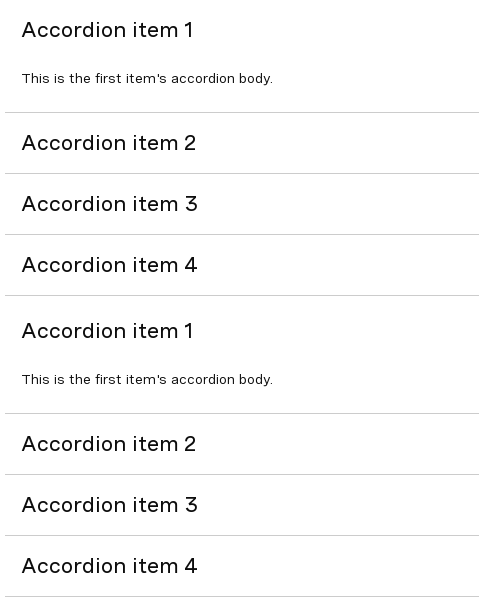 Accordion item 1
This is the first item's accordion body.
Accordion item 2
Accordion item 3
Accordion item 4
Accordion item 1
This is the first item's accordion body.
Accordion item 2
Accordion item 3
Accordion item 4